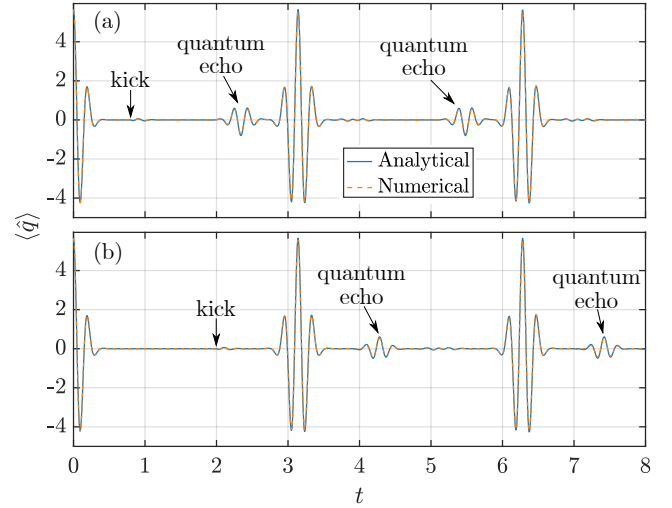 (a)
quantum
echo
quantum
echo
kick
Analytical
Numerical
4
2
0
-2
-4
⟨q̂⟩
(b)
quantum
echo
quantum
echo
kick
4
2
0
-2
-4
0 1 2 3 4 5 6 7 8
t